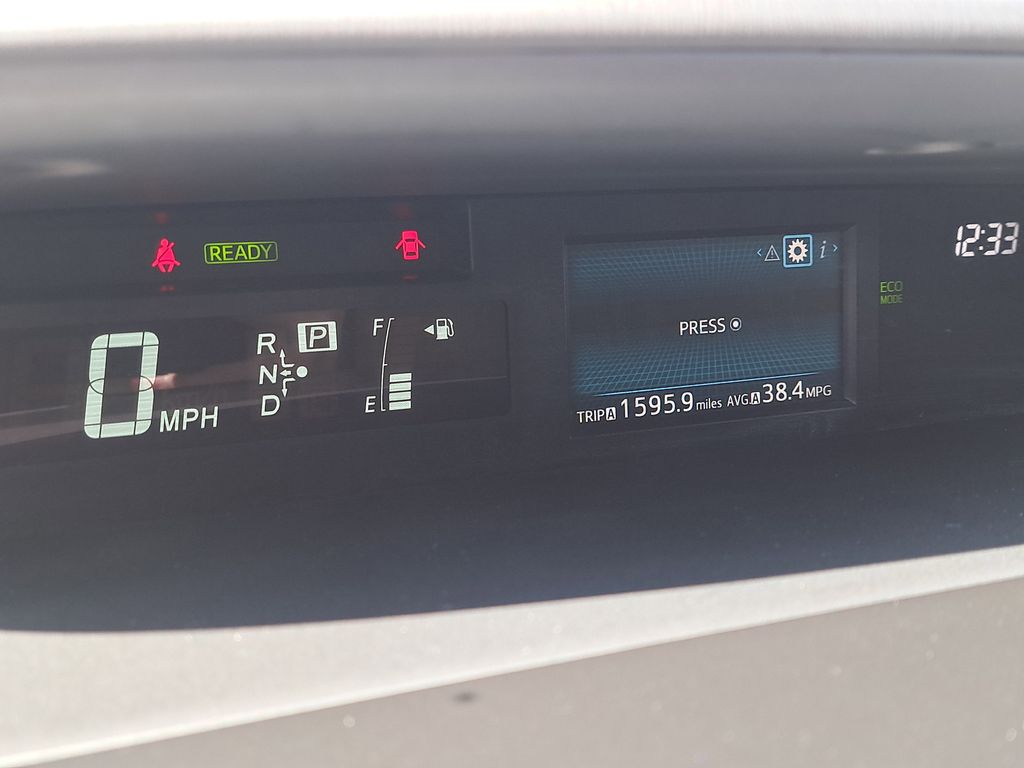 READY
0 MPH
R P
N
D
F
E
i
PRESS
TRIP A 1595.9 miles AVG. A 38.4 MPG
ECO
MODE
12:33